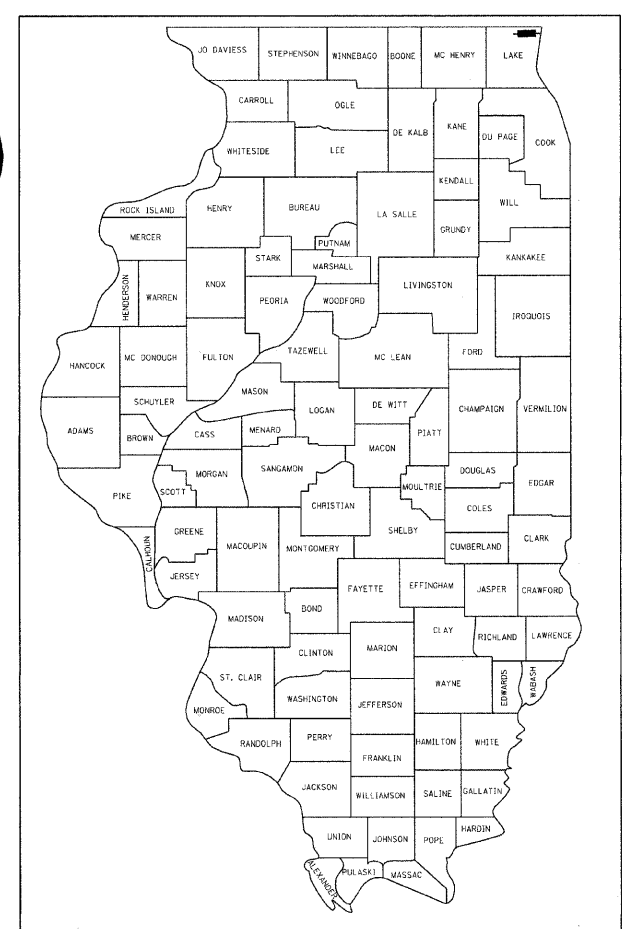 JO DAVIESS
STEPHENSON
WINNEBAGO
BOONE
MC HENRY
LAKE
CARROLL
OGLE
DE KALB
KANE
DU PAGE
COOK
WHITESIDE
LEE
KENDALL
WILL
ROCK ISLAND
HENRY
BUREAU
LA SALLE
GRUNDY
MERCER
PUTNAM
STARK
MARSHALL
KANKAKEE
HENDERSON
WARREN
KNOX
PEORIA
WOODFORD
LIVINGSTON
IROQUOIS
HANCOCK
MC DONOUGH
FULTON
TAZEWELL
MC LEAN
FORD
SCHUYLER
MASON
LOGAN
DE WITT
CHAMPAIGN
VERMILION
ADAMS
BROWN
CASS
MENARD
PIATT
MACON
MORGAN
SANGAMON
DOUGLAS
EDGAR
PIKE
SCOTT
CHRISTIAN
MOULTRIE
COLES
GREENE
MACOUPIN
MONTGOMERY
SHELBY
CUMBERLAND
CLARK
CALHOUN
JERSEY
FAYETTE
EFFINGHAM
JASPER
CRAWFORD
MADISON
BOND
CLAY
RICHLAND
LAWRENCE
CLINTON
MARION
ST. CLAIR
WAYNE
EDWARDS
WABASH
WASHINGTON
JEFFERSON
MONROE
RANDOLPH
PERRY
HAMILTON
WHITE
FRANKLIN
JACKSON
WILLIAMSON
SALINE
GALLATIN
UNION
JOHNSON
POPE
HARDIN
ALEXANDER
PULASKI
MASSAC